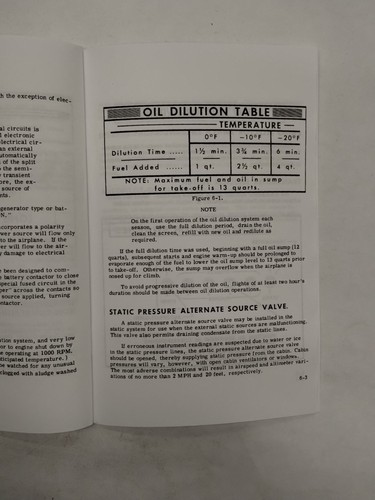 h the exception of elec-
al circuits is
l electronic
electrical cir-
as external
utomatically
of the split
the semi-
transient
ore, the ex-
source of
ents.
generator type or bat-
N."
corporates a polarity
wer source will flow only
to the airplane. If the
er will flow to the air-
y damage to electrical
been designed to com-
battery contactor to close
special fused circuit in the
per" across the contacts so
source applied, turning
ontactor.
tion system, and very low
or to engine shut down by
e operating at 1000 RPM.
ticipated temperature.)
be watched for any unusual
clogged with sludge washed
OIL DILUTION TABLE
TEMPERATURE
0°F -10°F -20°F
Dilution Time ..... 1½ min. 3¾ min. 6 min.
Fuel Added ...... 1 qt. 2½ qt. 4 qt.
NOTE: Maximum fuel and oil in sump
for take-off is 13 quarts.
Figure 6-1.
NOTE
On the first operation of the oil dilution system each
season, use the full dilution period, drain the oil,
clean the screen, refill with new oil and redilute as
required.
If the full dilution time was used, beginning with a full oil sump (12
quarts), subsequent starts and engine warm-up should be prolonged to
evaporate enough of the fuel to lower the oil sump level to 13 quarts prior
to take-off. Otherwise, the sump may overflow when the airplane is
nosed up for climb.
To avoid progressive dilution of the oil, flights of at least two hour's
duration should be made between oil dilution operations.
STATIC PRESSURE ALTERNATE SOURCE VALVE.
A static pressure alternate source valve may be installed in the
static system for use when the external static sources are malfunctioning.
This valve also permits draining condensate from the static lines.
If erroneous instrument readings are suspected due to water or ice
in the static pressure lines, the static pressure alternate source valve
should be opened, thereby supplying static pressure from the cabin. Cabin
pressures will vary, however, with open cabin ventilators or windows.
The most adverse combinations will result in airspeed and altimeter vari-
ations of no more than 2 MPH and 20 feet, respectively.
6-3